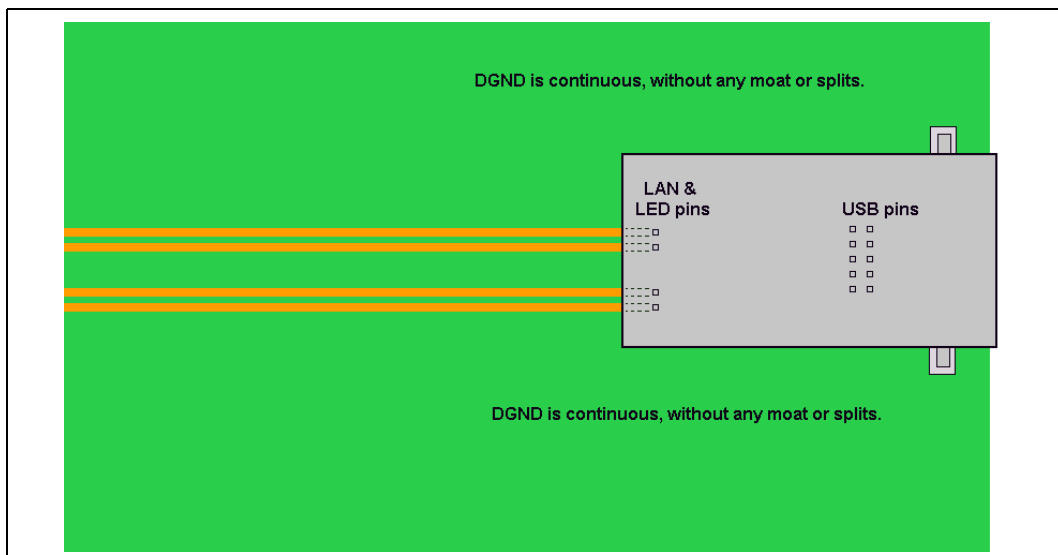 DGND is continuous, without any moat or splits.
LAN &
LED pins
USB pins
DGND is continuous, without any moat or splits.